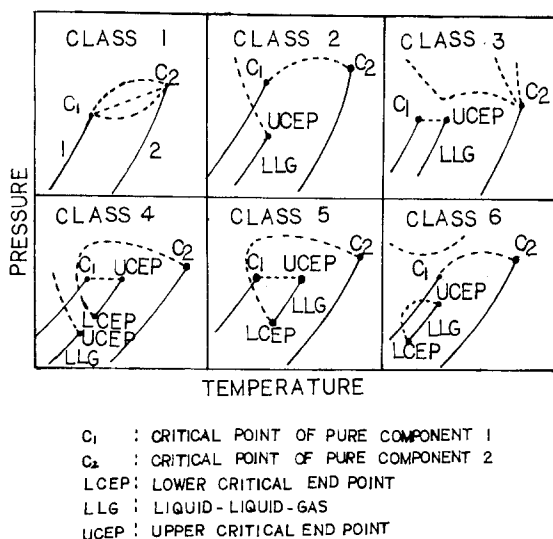 CLASS 1
C2
C1
1
2
CLASS 2
C1
C2
UCEP
LLG
CLASS 3
C1
C2
UCEP
LLG
CLASS 4
C1
C2
UCEP
LCEP
UCEP
LLG
CLASS 5
C1
C2
UCEP
LLG
LCEP
CLASS 6
C1
C2
UCEP
LLG
LCEP
PRESSURE
TEMPERATURE
C1 : CRITICAL POINT OF PURE COMPONENT 1
C2 : CRITICAL POINT OF PURE COMPONENT 2
LCEP : LOWER CRITICAL END POINT
LLG : LIQUID-LIQUID-GAS
UCEP : UPPER CRITICAL END POINT